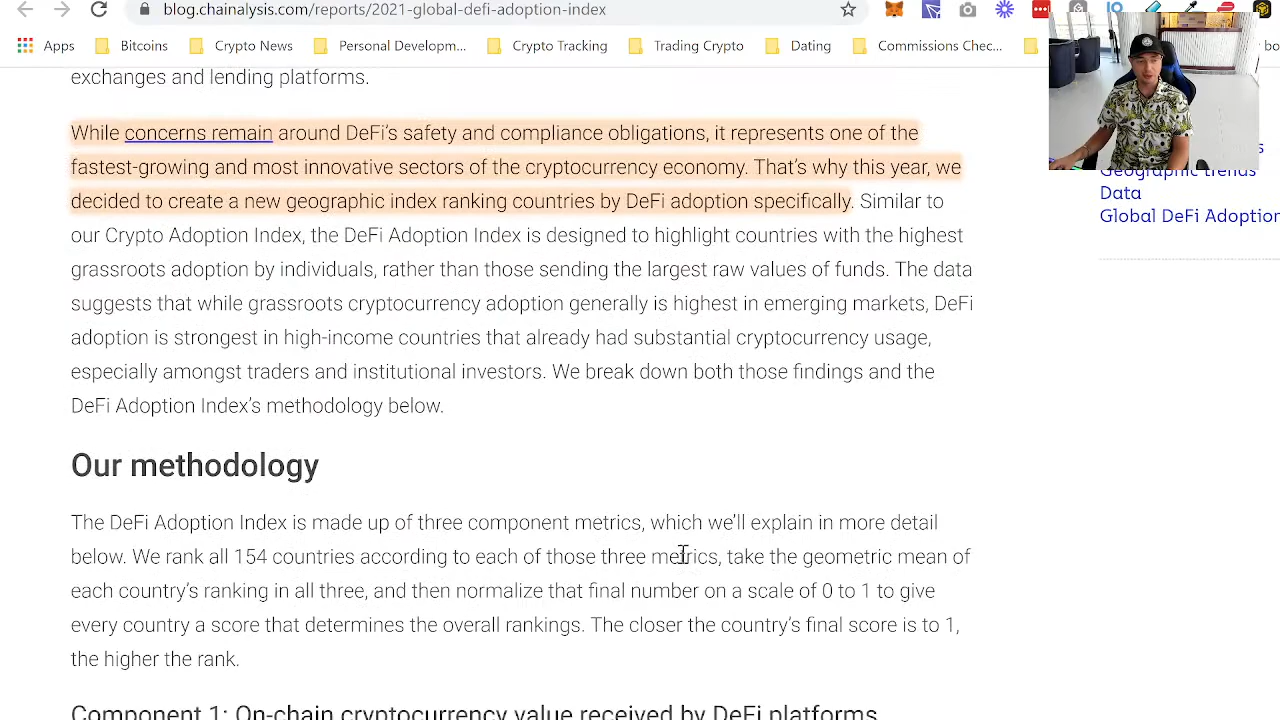 blog.chainalysis.com/reports/2021-global-defi-adoption-index
Apps Bitcoins Crypto News Personal Developm... Crypto Tracking Trading Crypto Dating Commissions Chec...
exchanges and lending platforms.
While concerns remain around DeFi’s safety and compliance obligations, it represents one of the
fastest-growing and most innovative sectors of the cryptocurrency economy. That’s why this year, we
decided to create a new geographic index ranking countries by DeFi adoption specifically. Similar to
our Crypto Adoption Index, the DeFi Adoption Index is designed to highlight countries with the highest
grassroots adoption by individuals, rather than those sending the largest raw values of funds. The data
suggests that while grassroots cryptocurrency adoption generally is highest in emerging markets, DeFi
adoption is strongest in high-income countries that already had substantial cryptocurrency usage,
especially amongst traders and institutional investors. We break down both those findings and the
DeFi Adoption Index’s methodology below.
Our methodology
The DeFi Adoption Index is made up of three component metrics, which we’ll explain in more detail
below. We rank all 154 countries according to each of those three metrics, take the geometric mean of
each country’s ranking in all three, and then normalize that final number on a scale of 0 to 1 to give
every country a score that determines the overall rankings. The closer the country’s final score is to 1,
the higher the rank.
Component 1: On-chain cryptocurrency value received by DeFi platforms
Geographic trends
Data
Global DeFi Adoption